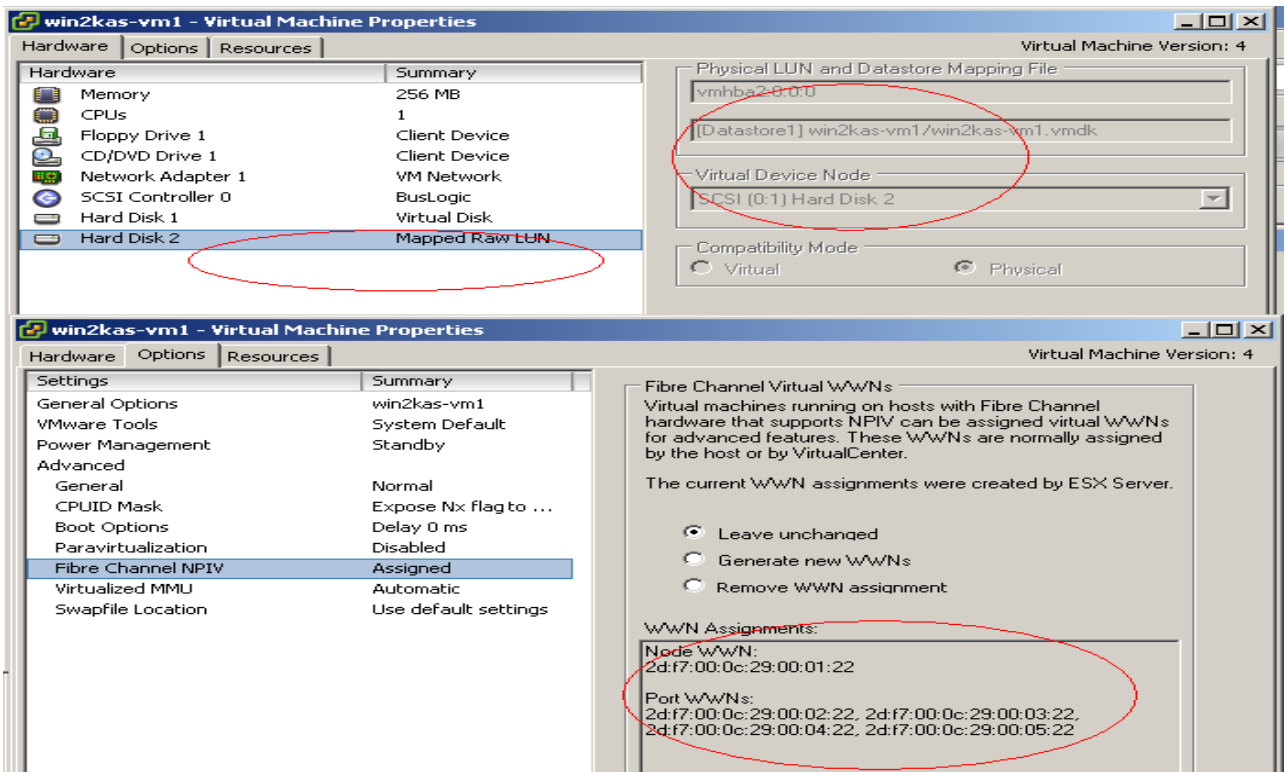 win2kas-vm1 - Virtual Machine Properties
Hardware Options Resources Virtual Machine Version: 4
Hardware Summary
Memory 256 MB
CPUs 1
Floppy Drive 1 Client Device
CD/DVD Drive 1 Client Device
Network Adapter 1 VM Network
SCSI Controller 0 BusLogic
Hard Disk 1 Virtual Disk
Hard Disk 2 Mapped Raw LUN
Physical LUN and Datastore Mapping File
vmhba2:0:0:0
[Datastore1] win2kas-vm1/win2kas-vm1.vmdk
Virtual Device Node
SCSI (0:1) Hard Disk 2
Compatibility Mode
Virtual Physical
win2kas-vm1 - Virtual Machine Properties
Hardware Options Resources Virtual Machine Version: 4
Settings Summary
General Options win2kas-vm1
VMware Tools System Default
Power Management Standby
Advanced
General Normal
CPUID Mask Expose Nx flag to ...
Boot Options Delay 0 ms
Paravirtualization Disabled
Fibre Channel NPIV Assigned
Virtualized MMU Automatic
Swapfile Location Use default settings
Fibre Channel Virtual WWNs
Virtual machines running on hosts with Fibre Channel
hardware that supports NPIV can be assigned virtual WWNs
for advanced features. These WWNs are normally assigned
by the host or by VirtualCenter.
The current WWN assignments were created by ESX Server.
Leave unchanged
Generate new WWNs
Remove WWN assignment
WWN Assignments:
Node WWN:
2d:f7:00:0c:29:00:01:22
Port WWNs:
2d:f7:00:0c:29:00:02:22, 2d:f7:00:0c:29:00:03:22,
2d:f7:00:0c:29:00:04:22, 2d:f7:00:0c:29:00:05:22